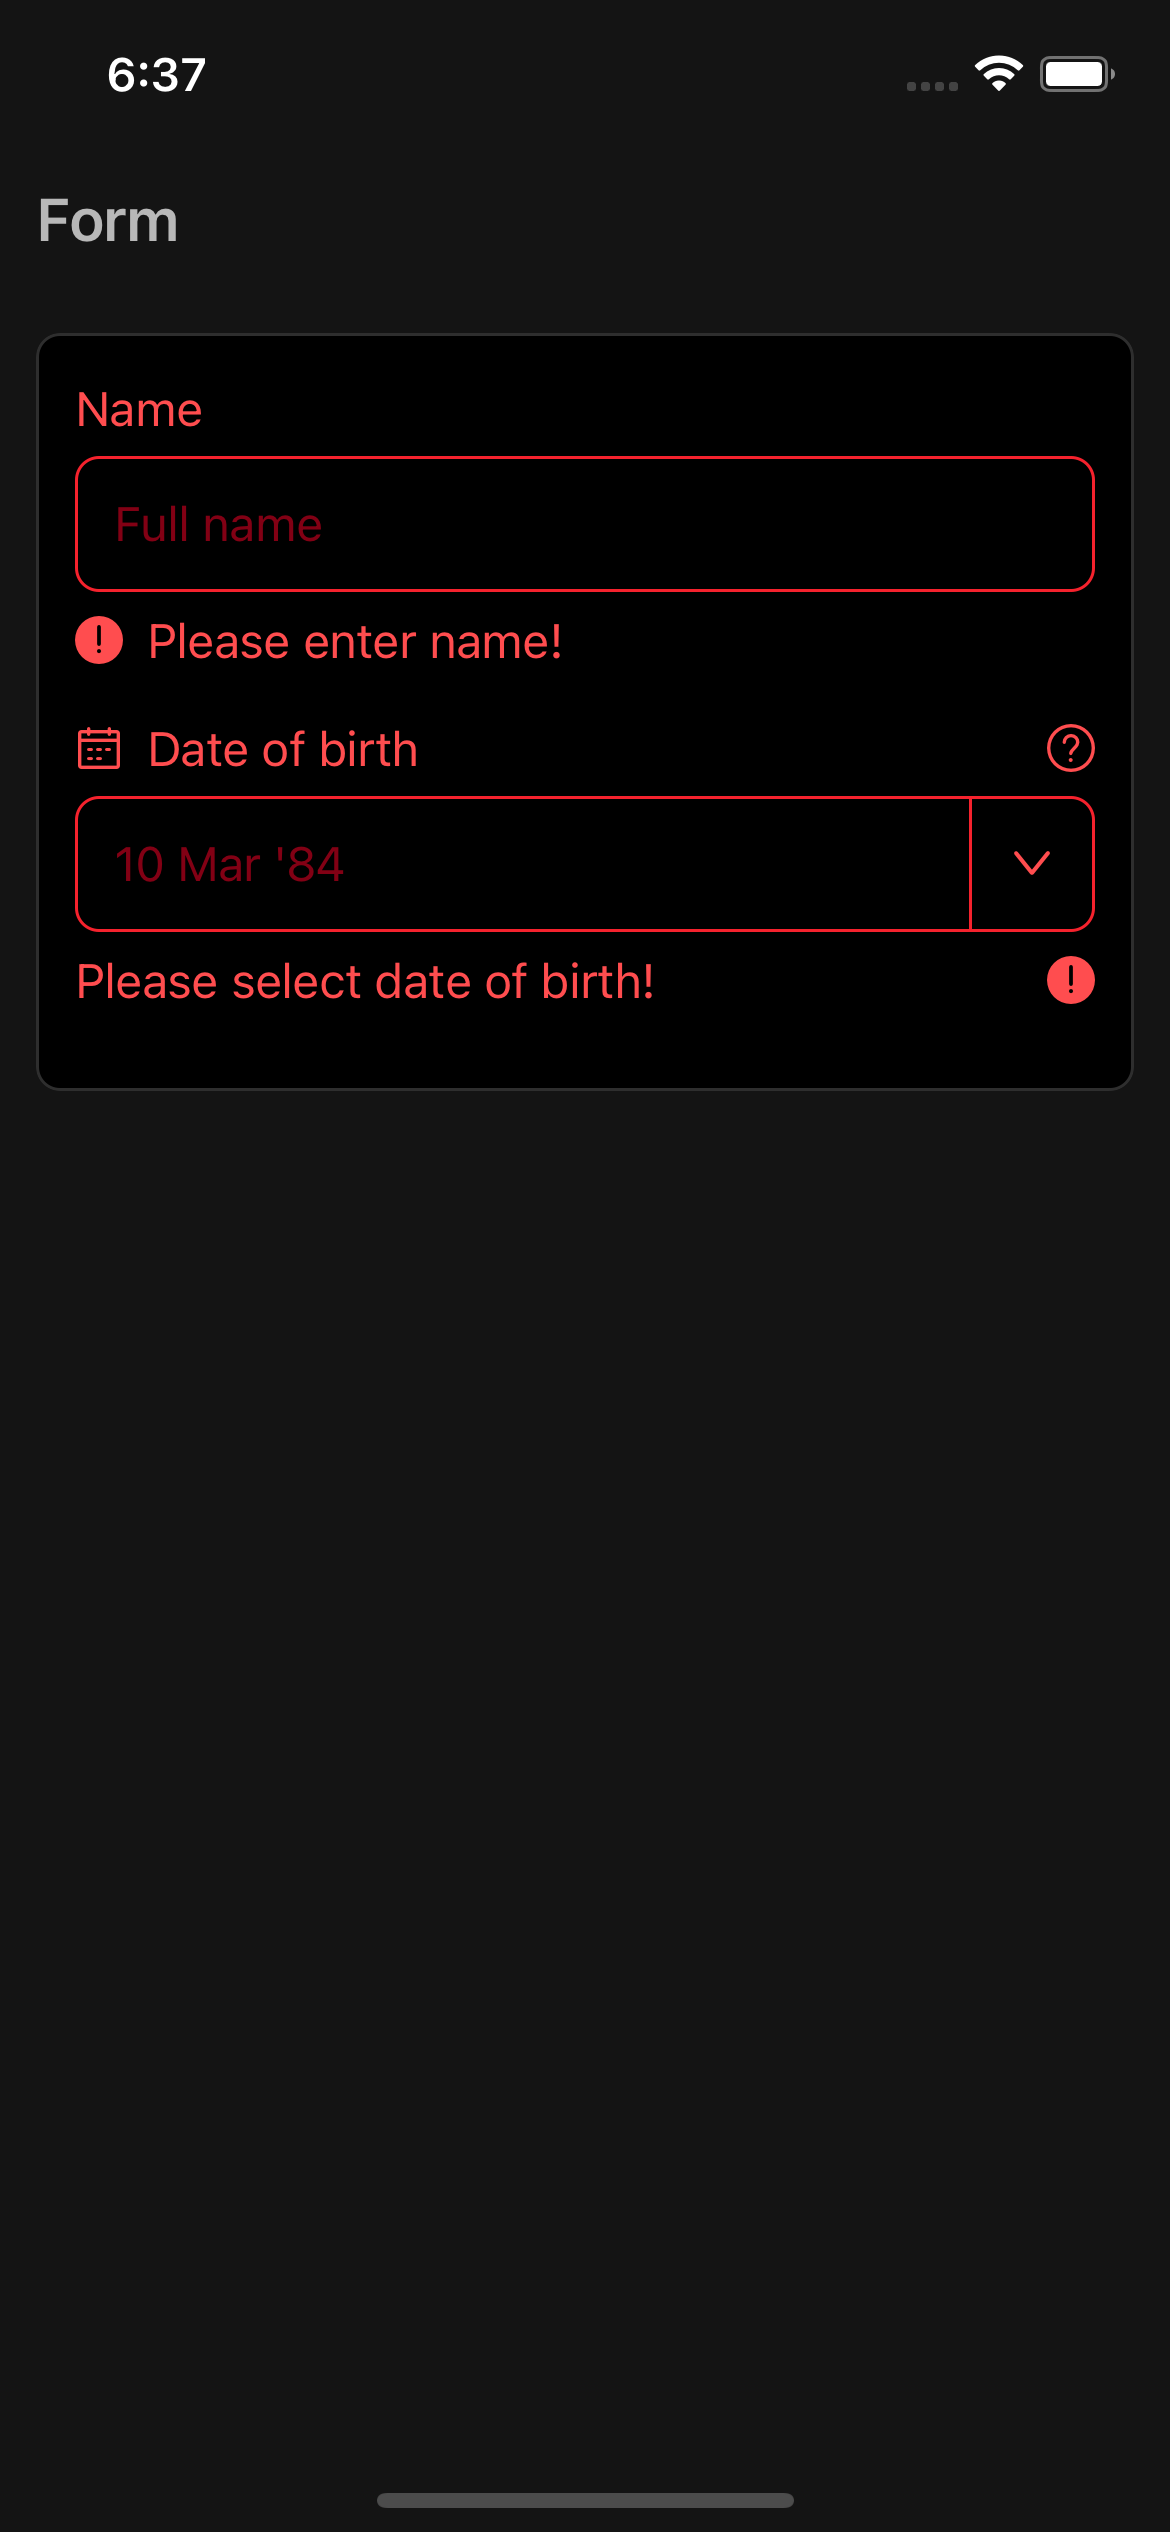 6:37
Form
Name
Full name
Please enter name!
Date of birth
10 Mar '84
Please select date of birth!